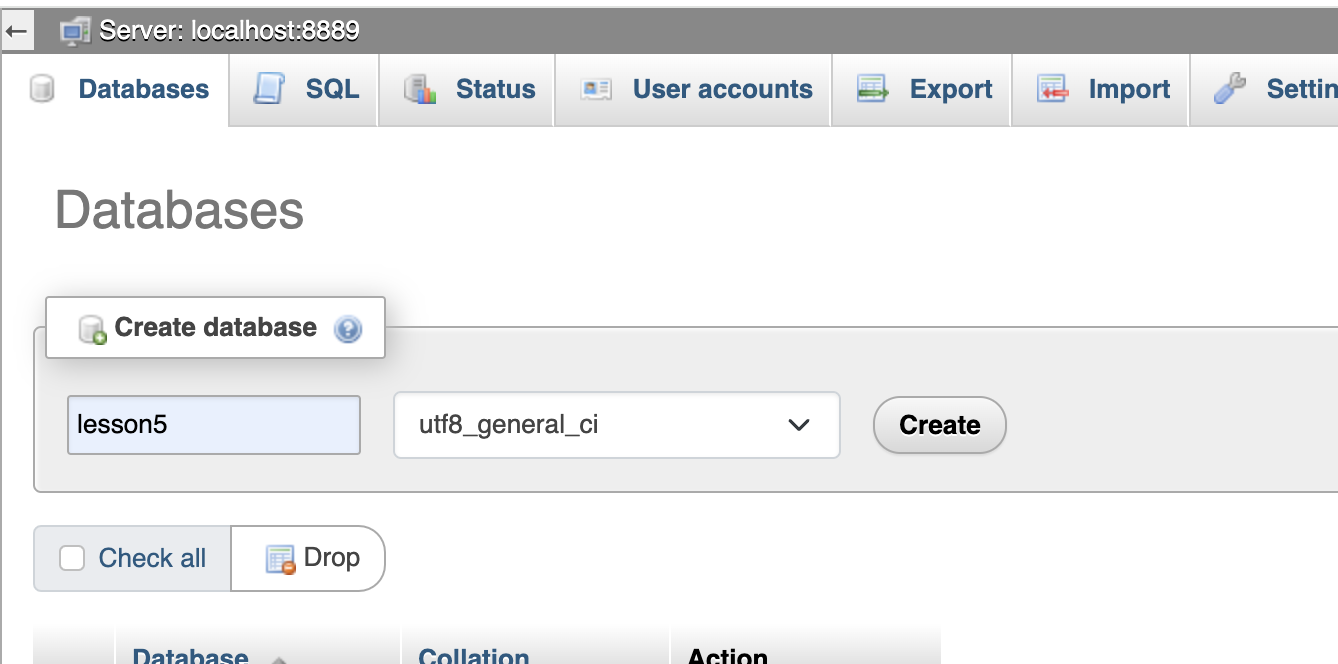 Server: localhost:8889
Databases SQL Status User accounts Export Import Settin
Databases
Create database
lesson5 utf8_general_ci Create
Check all Drop
Database Collation Action